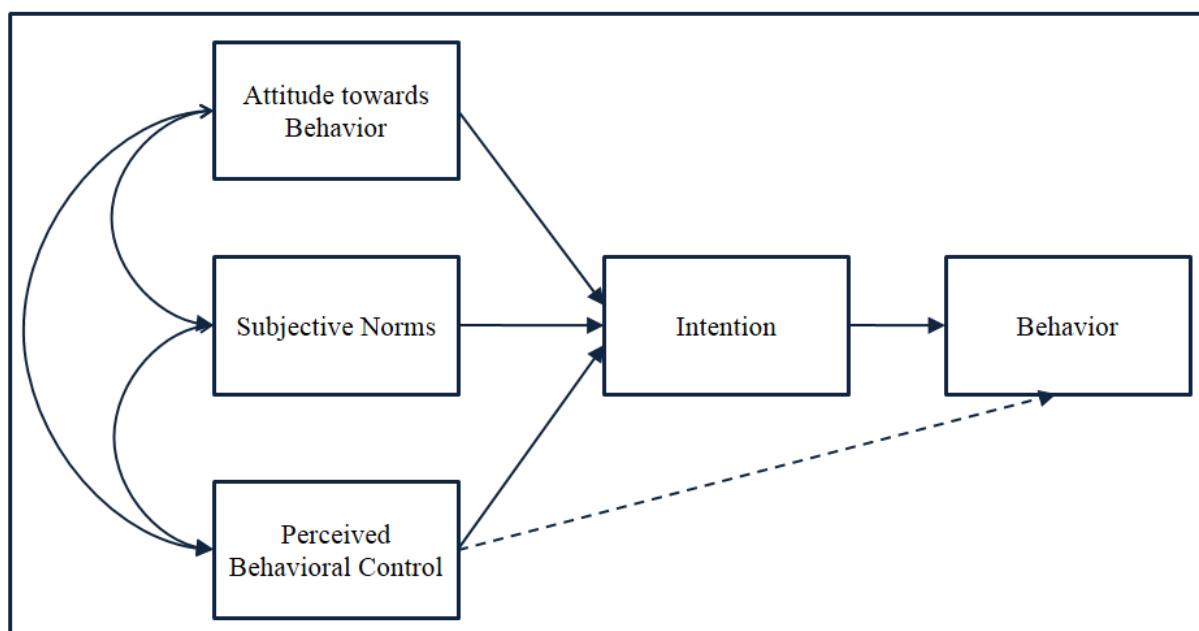 Attitude towards
Behavior
Subjective Norms
Intention
Behavior
Perceived
Behavioral Control